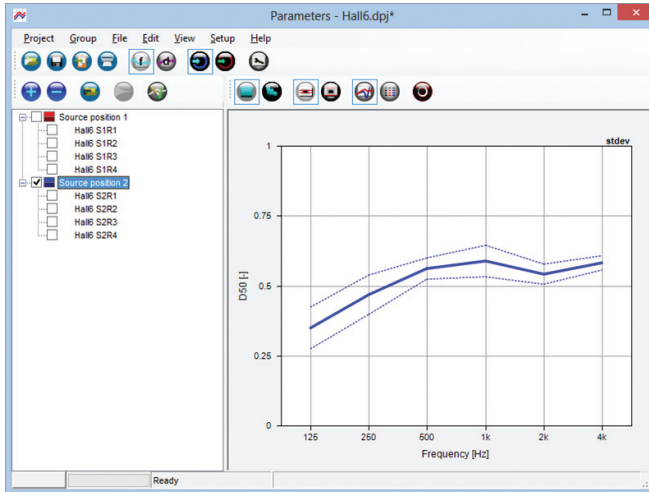 Parameters - Hall6.dpj*
Project Group File Edit View Setup Help
Source position 1
Hall6 S1R1
Hall6 S1R2
Hall6 S1R3
Hall6 S1R4
Source position 2
Hall6 S2R1
Hall6 S2R2
Hall6 S2R3
Hall6 S2R4
stdev
1
0.75
0.5
0.25
0
D50 [-]
125 250 500 1k 2k 4k
Frequency [Hz]
Ready